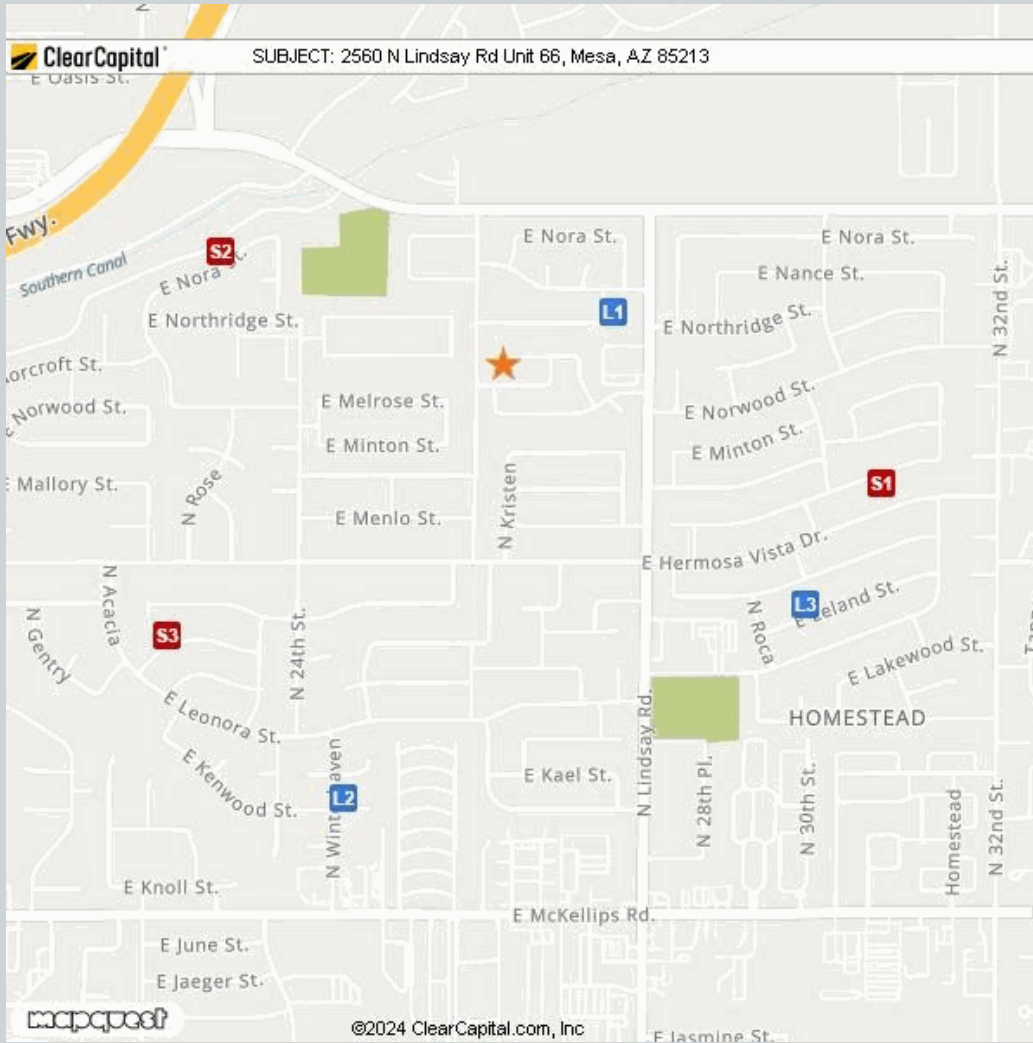 ClearCapital
SUBJECT: 2560 N Lindsay Rd Unit 66, Mesa, AZ 85213
E Oasis St.
Fwy.
Southern Canal
S2
E Nora St.
E Nora St.
E Nora St.
E Nance St.
N 32nd St.
L1
E Northridge St.
E Northridge St.
orcroft St.
E Norwood St.
E Melrose St.
E Norwood St.
E Minton St.
E Minton St.
E Mallory St.
N Rose
S1
N Kristen
E Menlo St.
E Hermosa Vista Dr.
N Acacia
L3
E Leland St.
N Gentry
S3
N 24th St.
N Roca
E Lakewood St.
E Leonora St.
N Lindsay Rd.
HOMESTEAD
E Kenwood St.
L2
E Kael St.
N 28th Pl.
N 30th St.
Homestead
N 32nd St.
E Knoll St.
E McKellips Rd.
E June St.
E Jaeger St.
mapquest
©2024 ClearCapital.com, Inc
E Jasmine St.